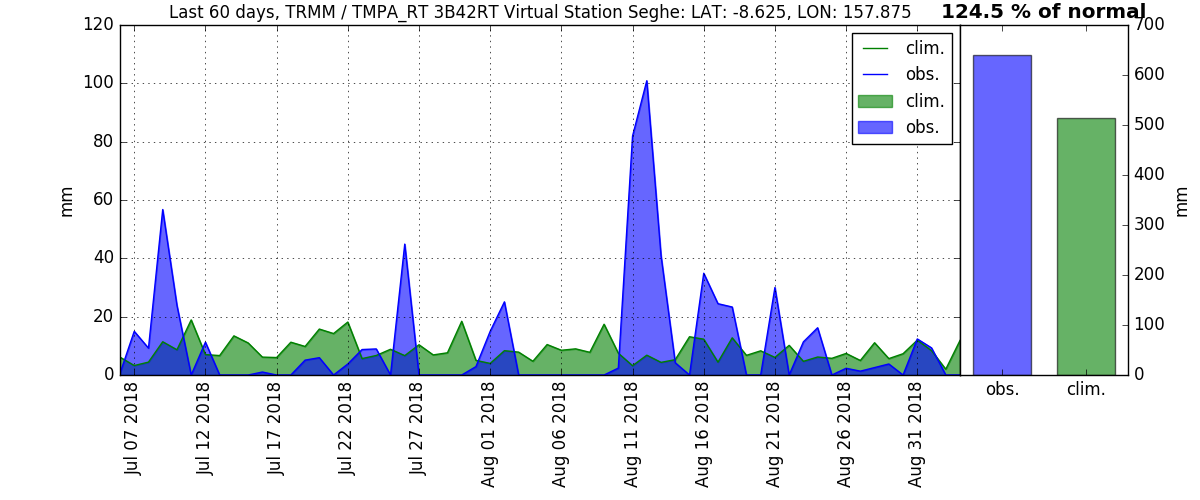 Last 60 days, TRMM / TMPA_RT 3B42RT Virtual Station Seghe: LAT: -8.625, LON: 157.875
124.5 % of normal
120
100
80
60
40
20
0
mm
clim.
obs.
clim.
obs.
Jul 07 2018
Jul 12 2018
Jul 17 2018
Jul 22 2018
Jul 27 2018
Aug 01 2018
Aug 06 2018
Aug 11 2018
Aug 16 2018
Aug 21 2018
Aug 26 2018
Aug 31 2018
700
600
500
400
300
200
100
0
mm
obs.
clim.